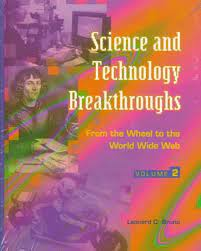 Science and
Technology
Breakthroughs
From the Wheel to the
World Wide Web
VOLUME 2
Leonard C. Bruno